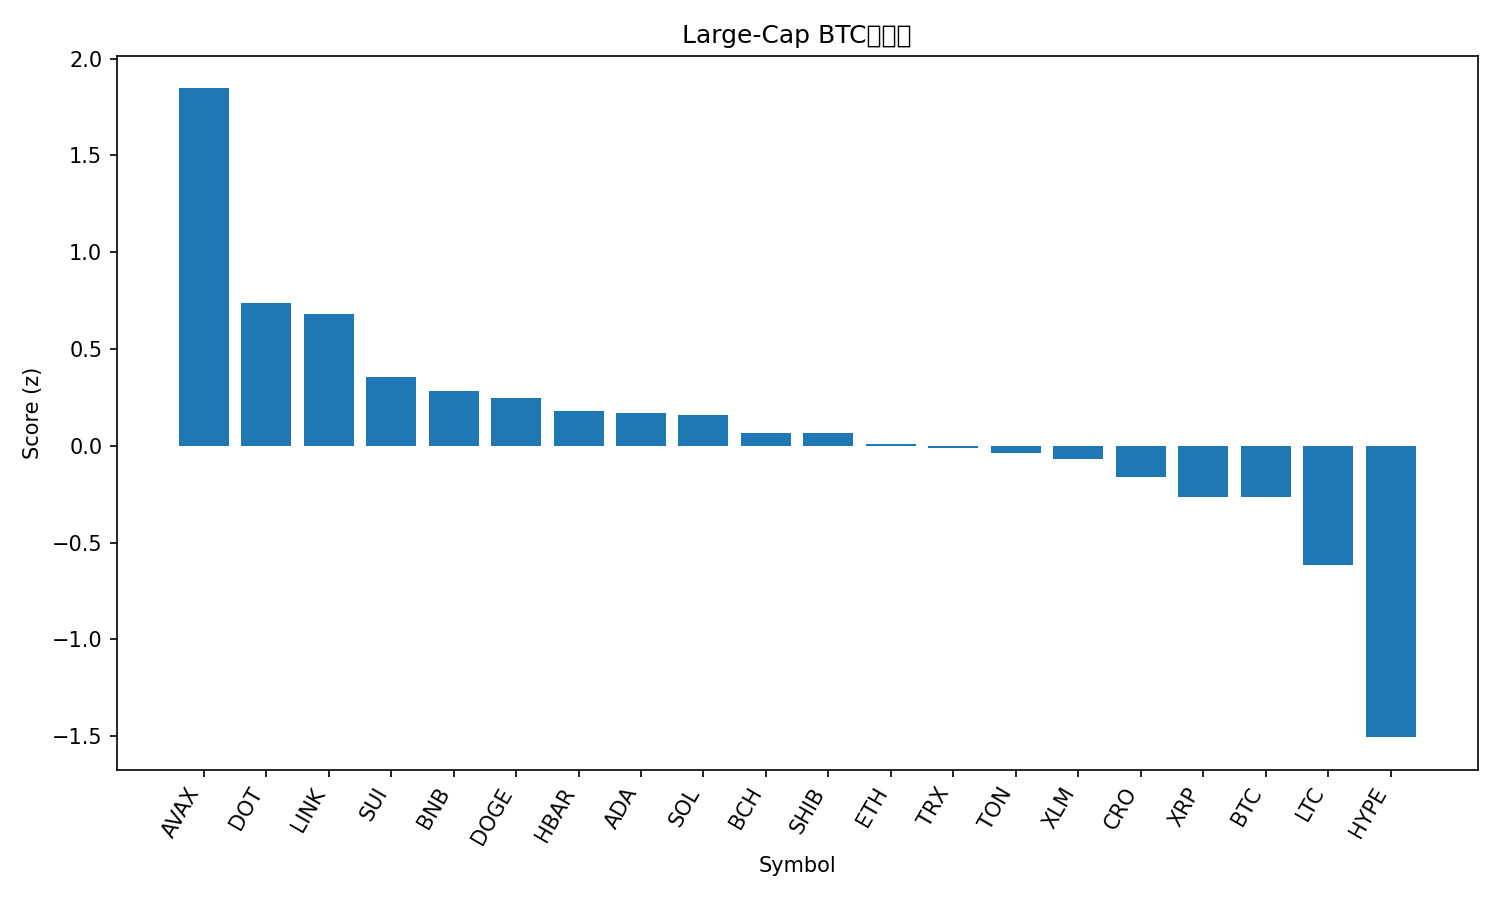 Large-Cap BTC
2.0
1.5
1.0
0.5
0.0
−0.5
−1.0
−1.5
Score (z)
AVAX
DOT
LINK
SUI
BNB
DOGE
HBAR
ADA
SOL
BCH
SHIB
ETH
TRX
TON
XLM
CRO
XRP
BTC
LTC
HYPE
Symbol